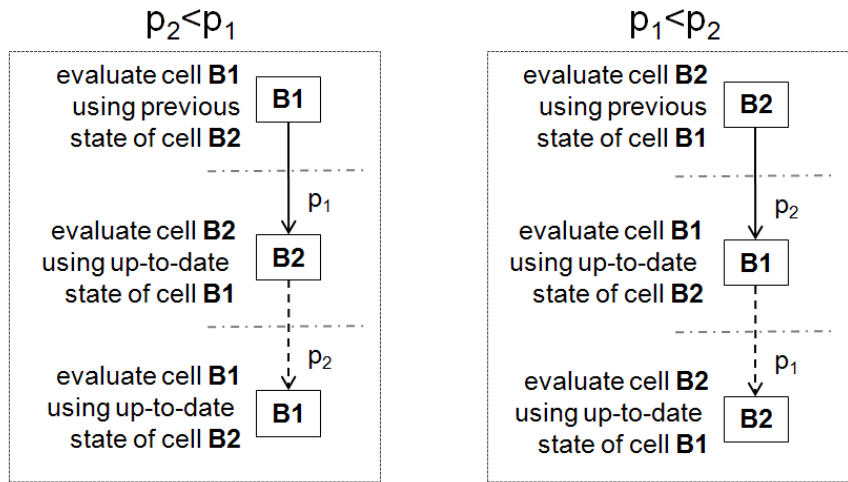 p2<p1
evaluate cell B1
using previous
state of cell B2
B1
p1
evaluate cell B2
using up-to-date
state of cell B1
B2
p2
evaluate cell B1
using up-to-date
state of cell B2
B1
p1<p2
evaluate cell B2
using previous
state of cell B1
B2
p2
evaluate cell B1
using up-to-date
state of cell B2
B1
p1
evaluate cell B2
using up-to-date
state of cell B1
B2